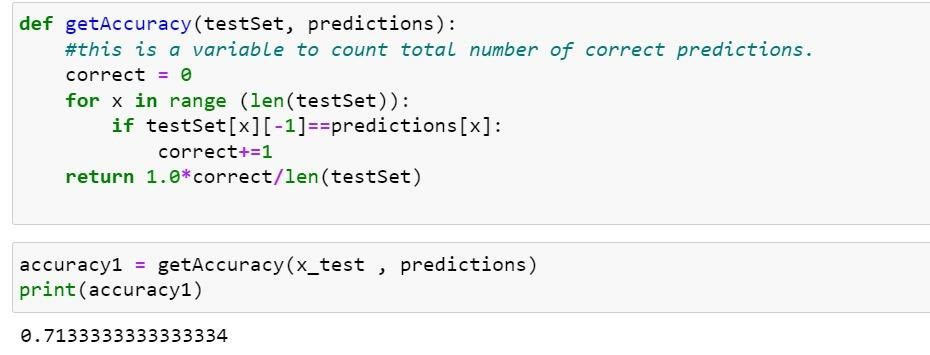 def getAccuracy(testSet, predictions):
    #this is a variable to count total number of correct predictions.
    correct = 0
    for x in range (len(testSet)):
        if testSet[x][-1]==predictions[x]:
            correct+=1
    return 1.0*correct/len(testSet)
accuracy1 = getAccuracy(x_test , predictions)
print(accuracy1)
0.7133333333333334